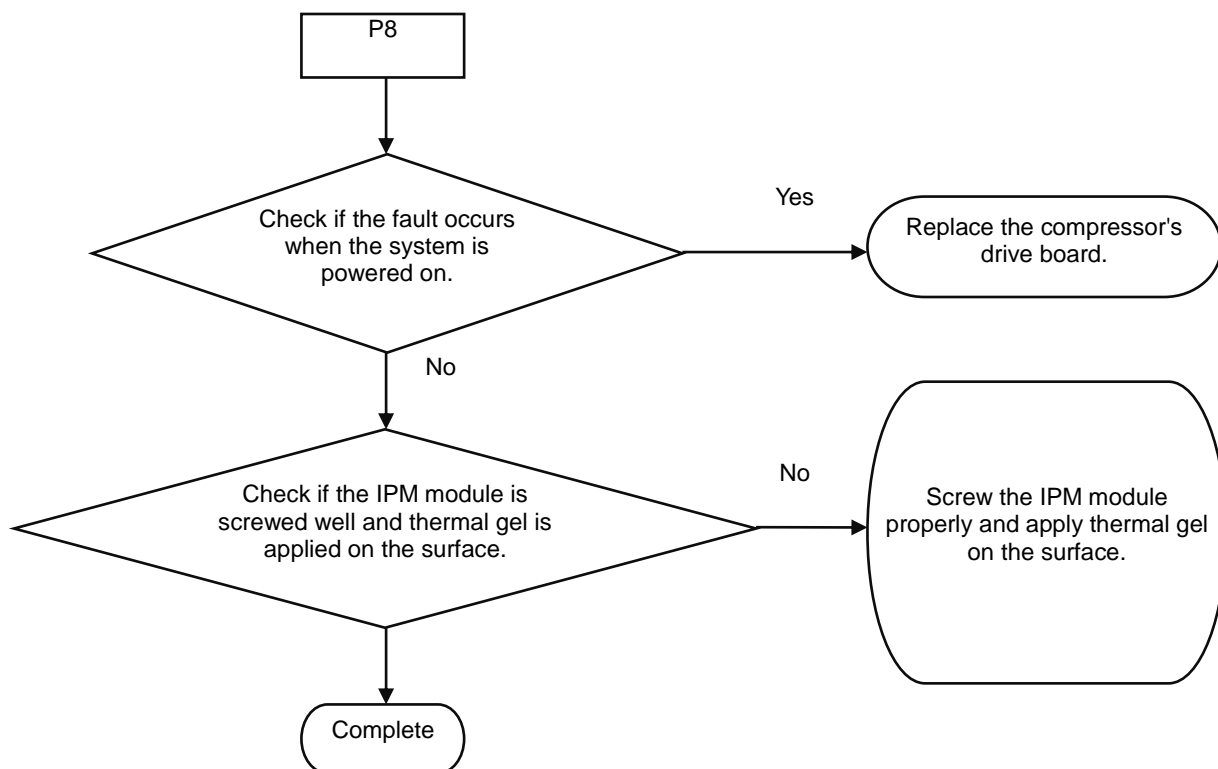 P8
Check if the fault occurs
when the system is
powered on.
Yes
Replace the compressor's
drive board.
No
Check if the IPM module is
screwed well and thermal gel is
applied on the surface.
No
Screw the IPM module
properly and apply thermal gel
on the surface.
Complete